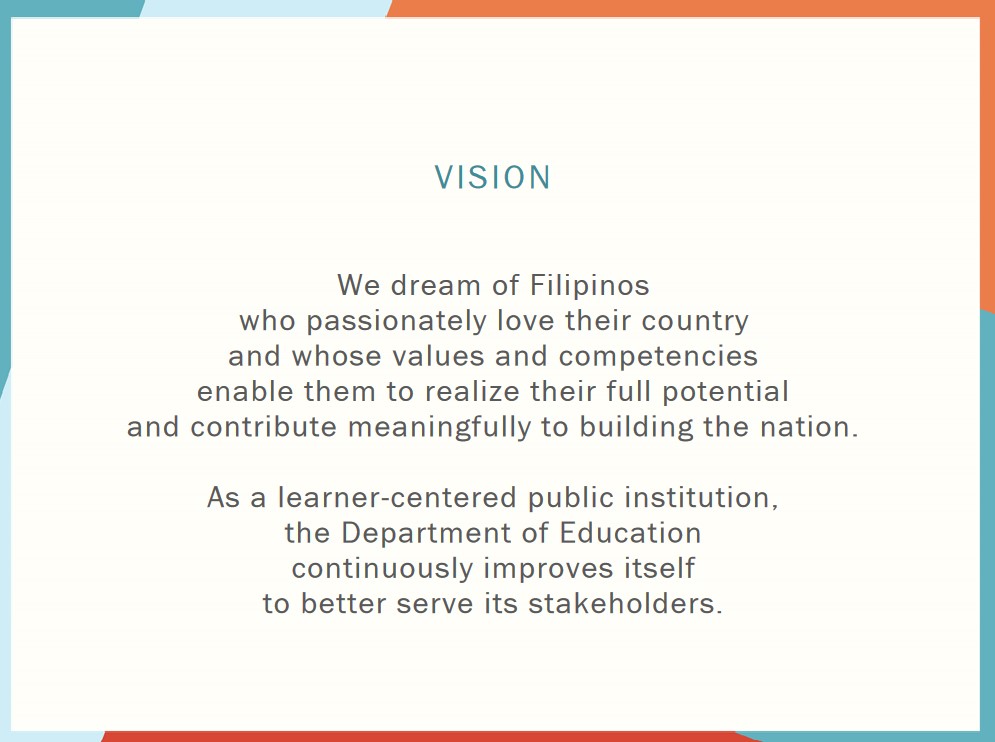 VISION
We dream of Filipinos
who passionately love their country
and whose values and competencies
enable them to realize their full potential
and contribute meaningfully to building the nation.
As a learner-centered public institution,
the Department of Education
continuously improves itself
to better serve its stakeholders.